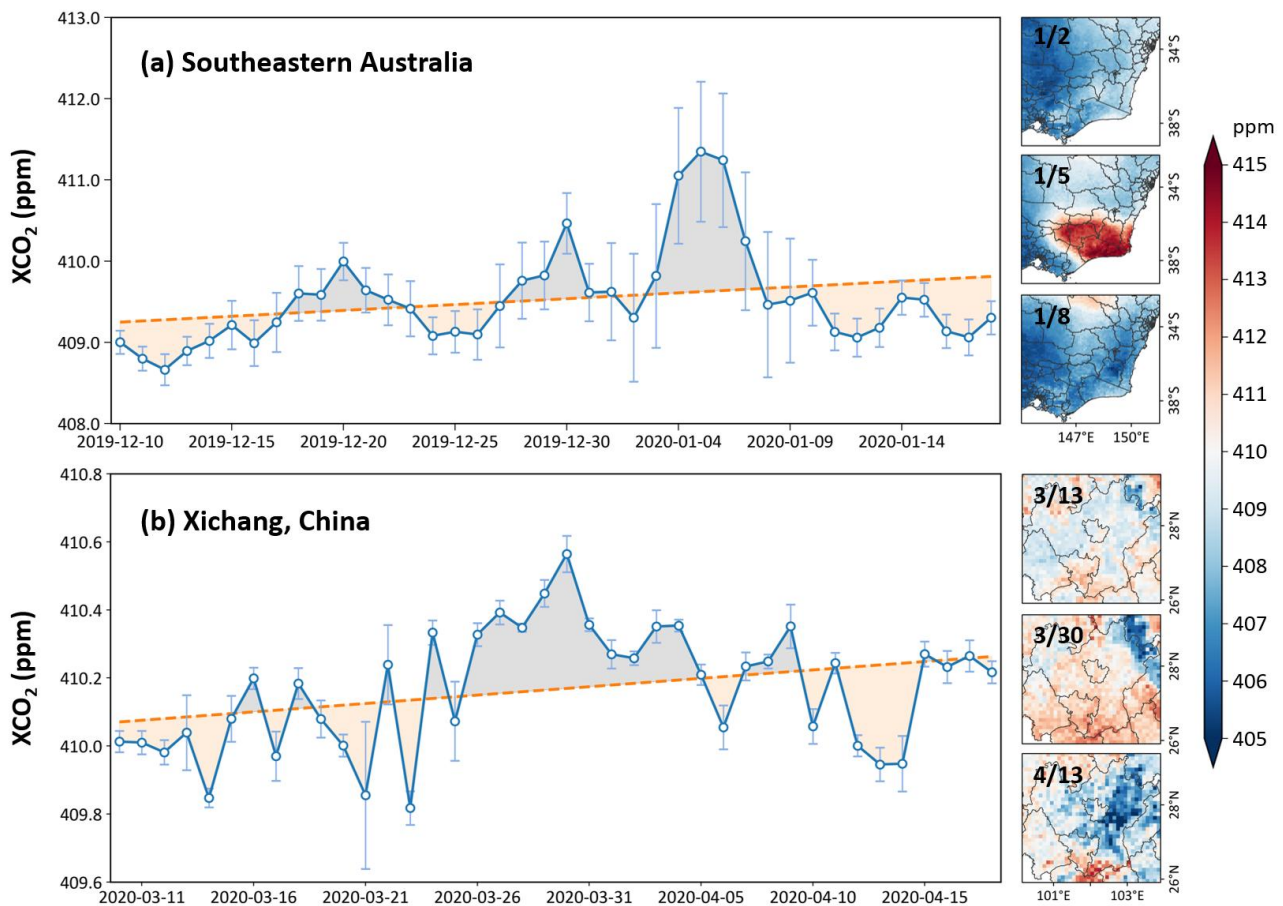 (a) Southeastern Australia
XCO₂ (ppm)
413.0
412.0
411.0
410.0
409.0
408.0
2019-12-10 2019-12-15 2019-12-20 2019-12-25 2019-12-30 2020-01-04 2020-01-09 2020-01-14
1/2
34°S
38°S
1/5
34°S
38°S
1/8
34°S
38°S
147°E 150°E
(b) Xichang, China
XCO₂ (ppm)
410.8
410.6
410.4
410.2
410.0
409.8
409.6
2020-03-11 2020-03-16 2020-03-21 2020-03-26 2020-03-31 2020-04-05 2020-04-10 2020-04-15
3/13
28°N
26°N
3/30
28°N
26°N
4/13
28°N
26°N
101°E 103°E
ppm
415
414
413
412
411
410
409
408
407
406
405